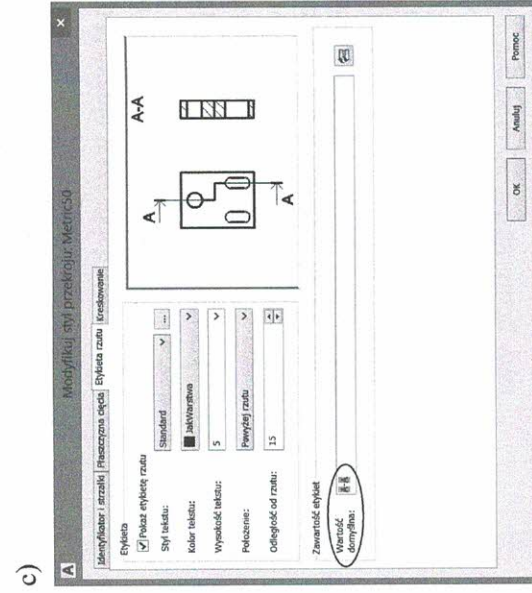 c)
A Modyfikuj styl przekroju: Metric50 ×
Identyfikator i strzałki Płaszczyzna cięcia Etykieta rzutu Kreskowanie
Etykieta
Pokaż etykietę rzutu
Styl tekstu: Standard ...
Kolor tekstu: JakWarstwa
Wysokość tekstu: 5
Położenie: Powyżej rzutu
Odległość od rzutu: 15
A-A
A
A
Zawartość etykiet
Wartość
domyślna:
OK Anuluj Pomoc